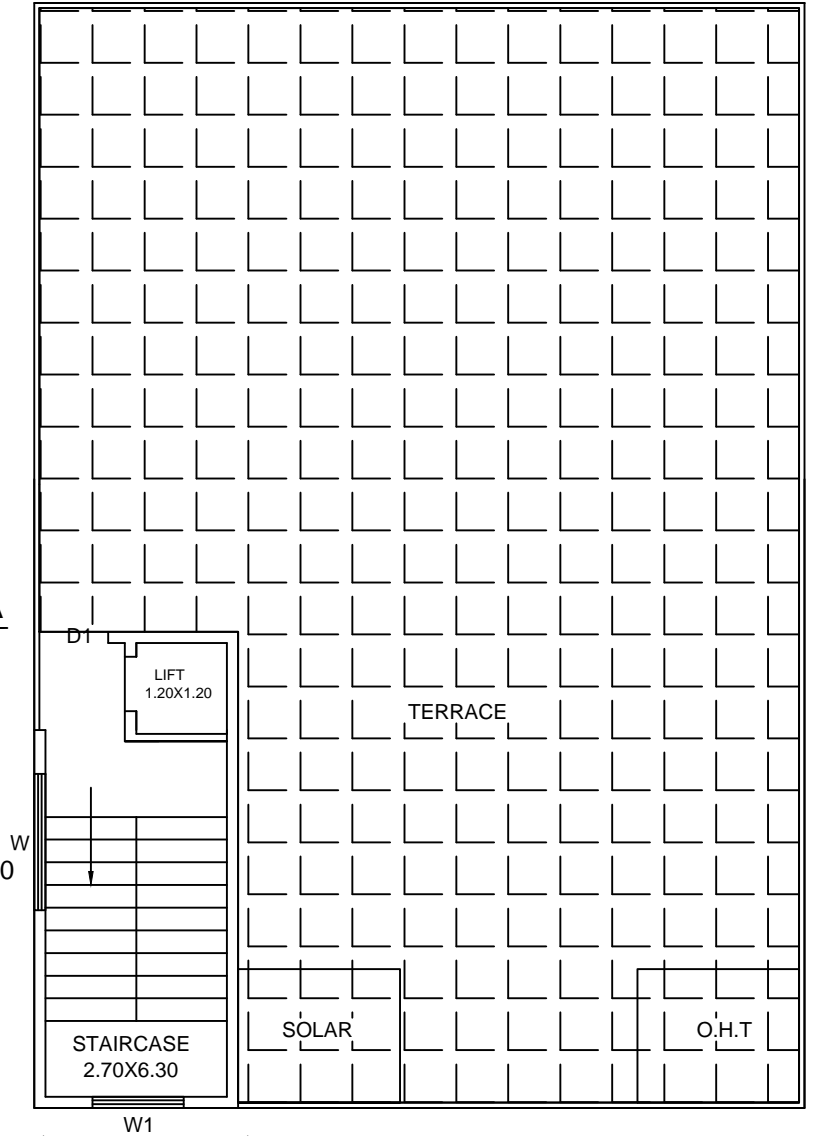 A
D1
LIFT
1.20X1.20
TERRACE
W
0
SOLAR
O.H.T
STAIRCASE
2.70X6.30
W1